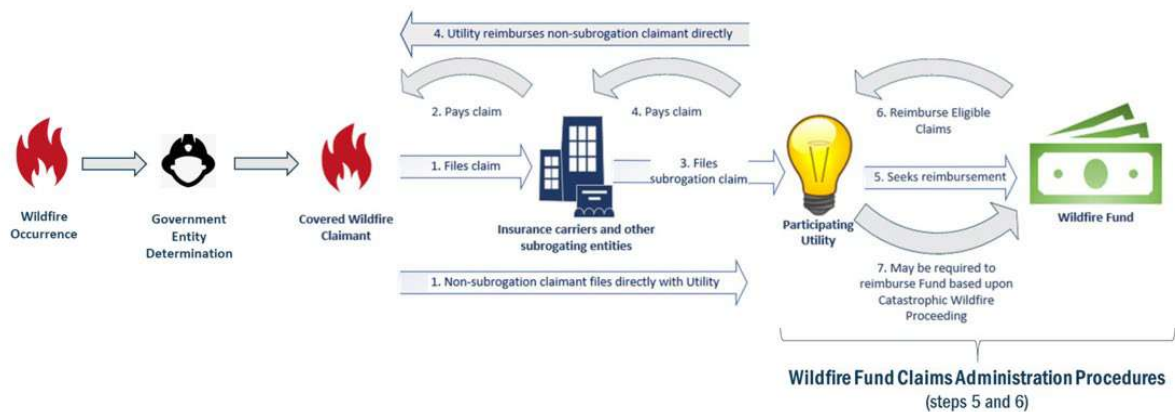 4. Utility reimburses non-subrogation claimant directly
2. Pays claim
4. Pays claim
6. Reimburse Eligible
Claims
1. Files claim
3. Files
subrogation claim
5. Seeks reimbursement
Wildfire
Occurrence
Government
Entity
Determination
Covered Wildfire
Claimant
Insurance carriers and other
subrogating entities
Participating
Utility
Wildfire Fund
1. Non-subrogation claimant files directly with Utility
7. May be required to
reimburse Fund based upon
Catastrophic Wildfire
Proceeding
Wildfire Fund Claims Administration Procedures
(steps 5 and 6)